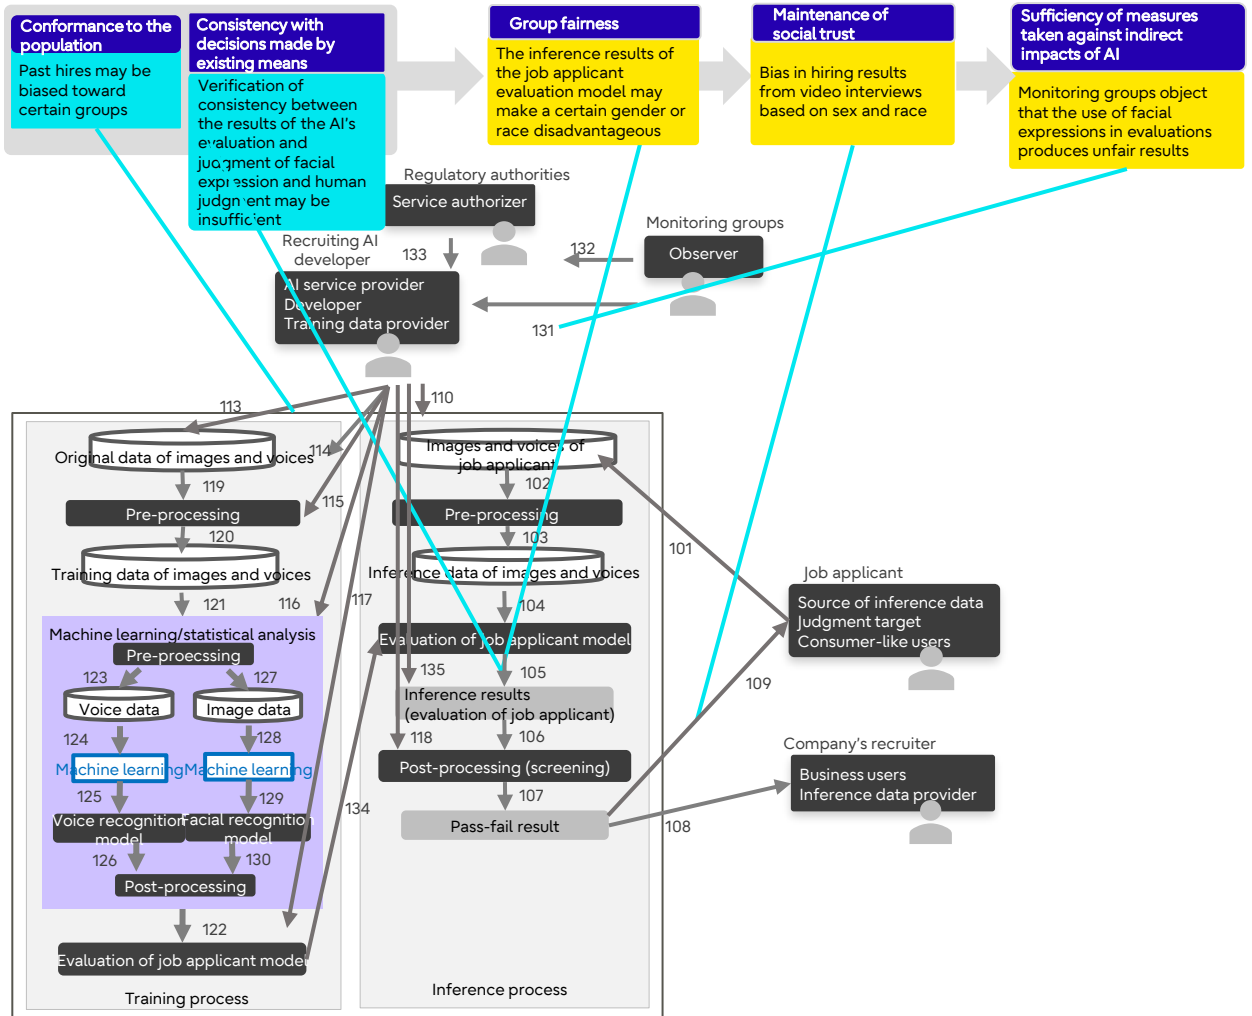 Conformance to the
population
Past hires may be
biased toward
certain groups
Consistency with
decisions made by
existing means
Verification of
consistency between
the results of the AI's
evaluation and
judgment of facial
expression and human
judgment may be
insufficient
Group fairness
The inference results of
the job applicant
evaluation model may
make a certain gender or
race disadvantageous
Maintenance of
social trust
Bias in hiring results
from video interviews
based on sex and race
Sufficiency of measures
taken against indirect
impacts of AI
Monitoring groups object
that the use of facial
expressions in evaluations
produces unfair results
Regulatory authorities
Service authorizer
Monitoring groups
Observer
Recruiting AI
developer
133
132
AI service provider
Developer
Training data provider
131
110
113
114
Original data of images and voices
119
115
Pre-processing
120
Training data of images and voices
121
116
117
Machine learning/statistical analysis
Pre-proecssing
123
127
Voice data
Image data
124
128
Machine learning
Machine learning
125
129
Voice recognition
model
Facial recognition
model
126
130
Post-processing
122
Evaluation of job applicant model
Training process
Images and voices of
job applicant
102
Pre-processing
103
Inference data of images and voices
104
Evaluation of job applicant model
135
105
Inference results
(evaluation of job applicant)
118
106
Post-processing (screening)
107
134
Pass-fail result
108
Inference process
101
109
Job applicant
Source of inference data
Judgment target
Consumer-like users
Company's recruiter
Business users
Inference data provider